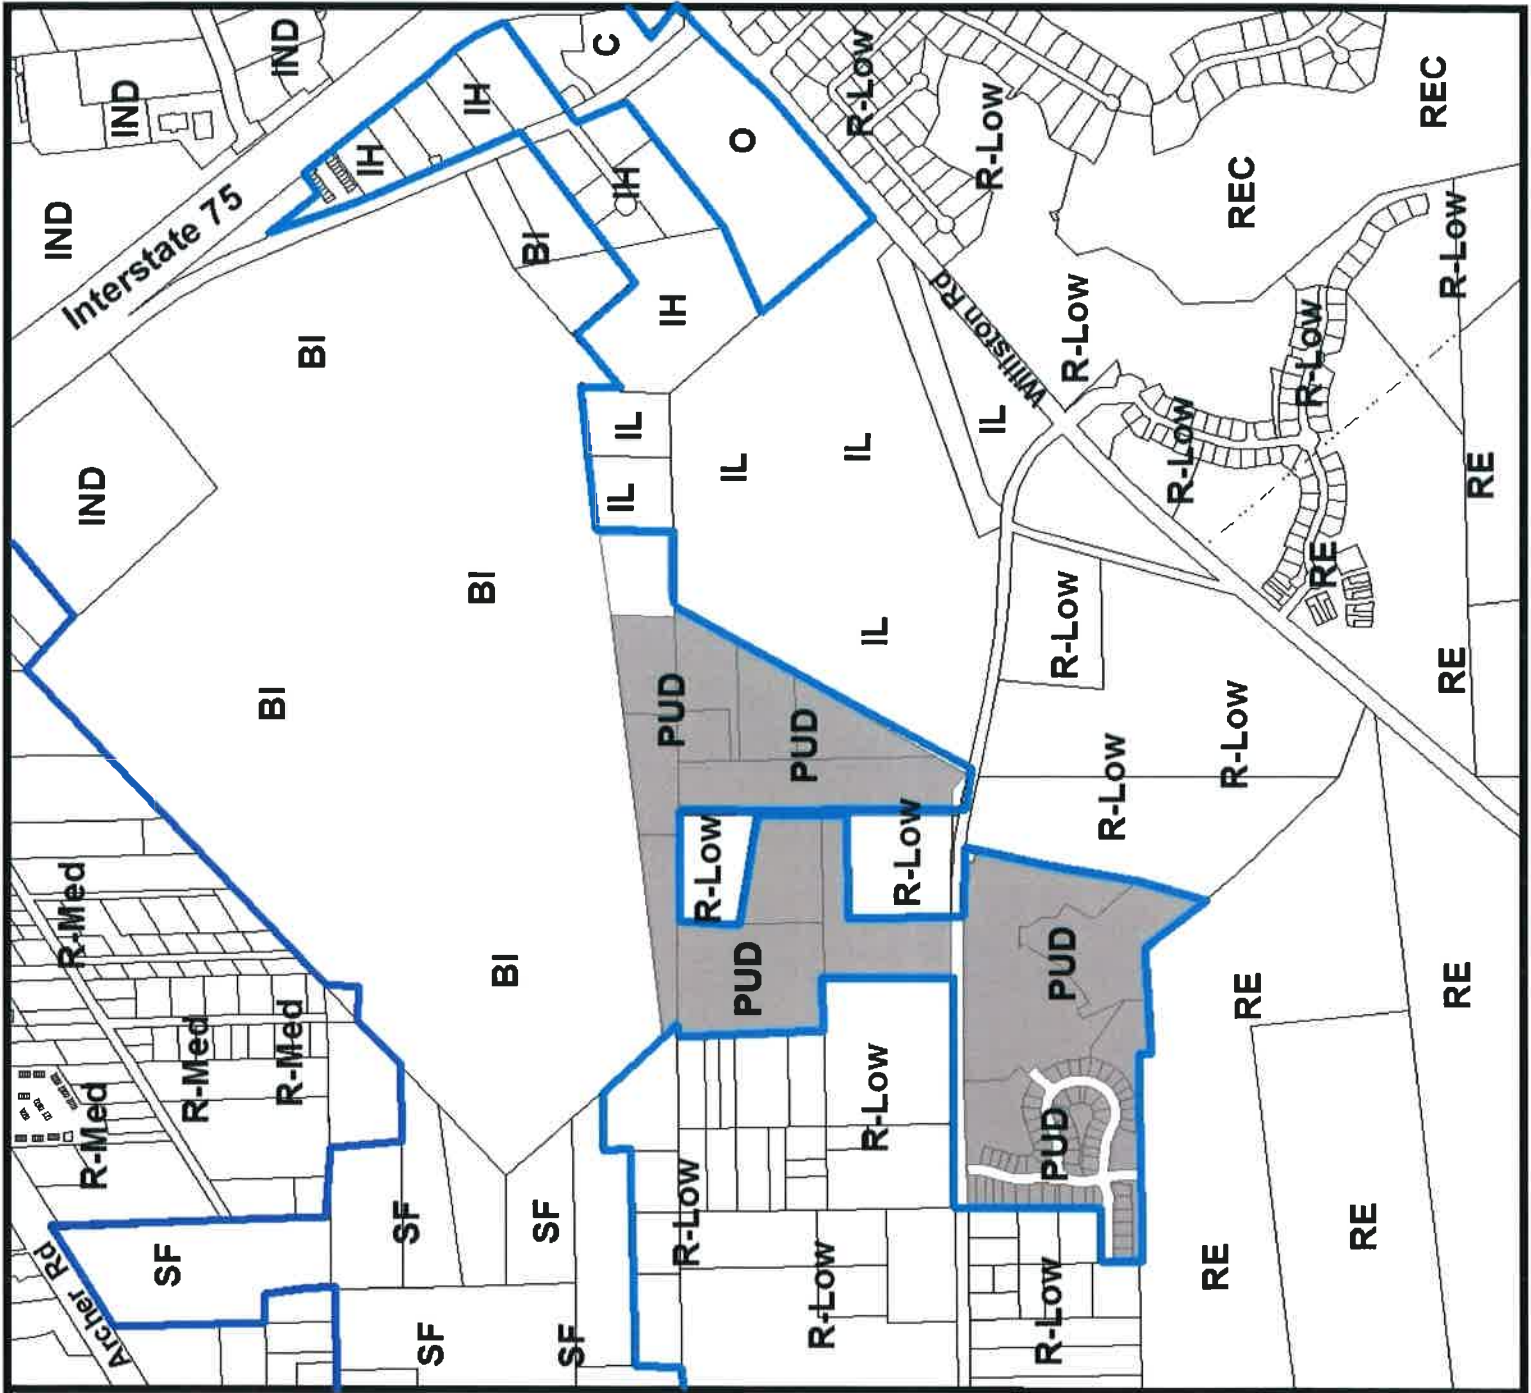 IND
IND
C
R-Low
REC
IH
R-Low
IND
O
IH
IH
REC
IND
Interstate 75
BI
R-Low
Williston Rd
IH
R-Low
BI
R-Low
IL
IL
IL
R-Low
IND
IL
IL
RE
BI
RE
R-Low
IL
RE
BI
PUD
PUD
R-Low
R-Low
R-Low
R-Low
R-Med
BI
PUD
PUD
RE
RE
R-Med
R-Med
R-Low
R-Med
PUD
SF
SF
R-Low
RE
SF
RE
Archer Rd
R-Low
R-Low
SF
SF